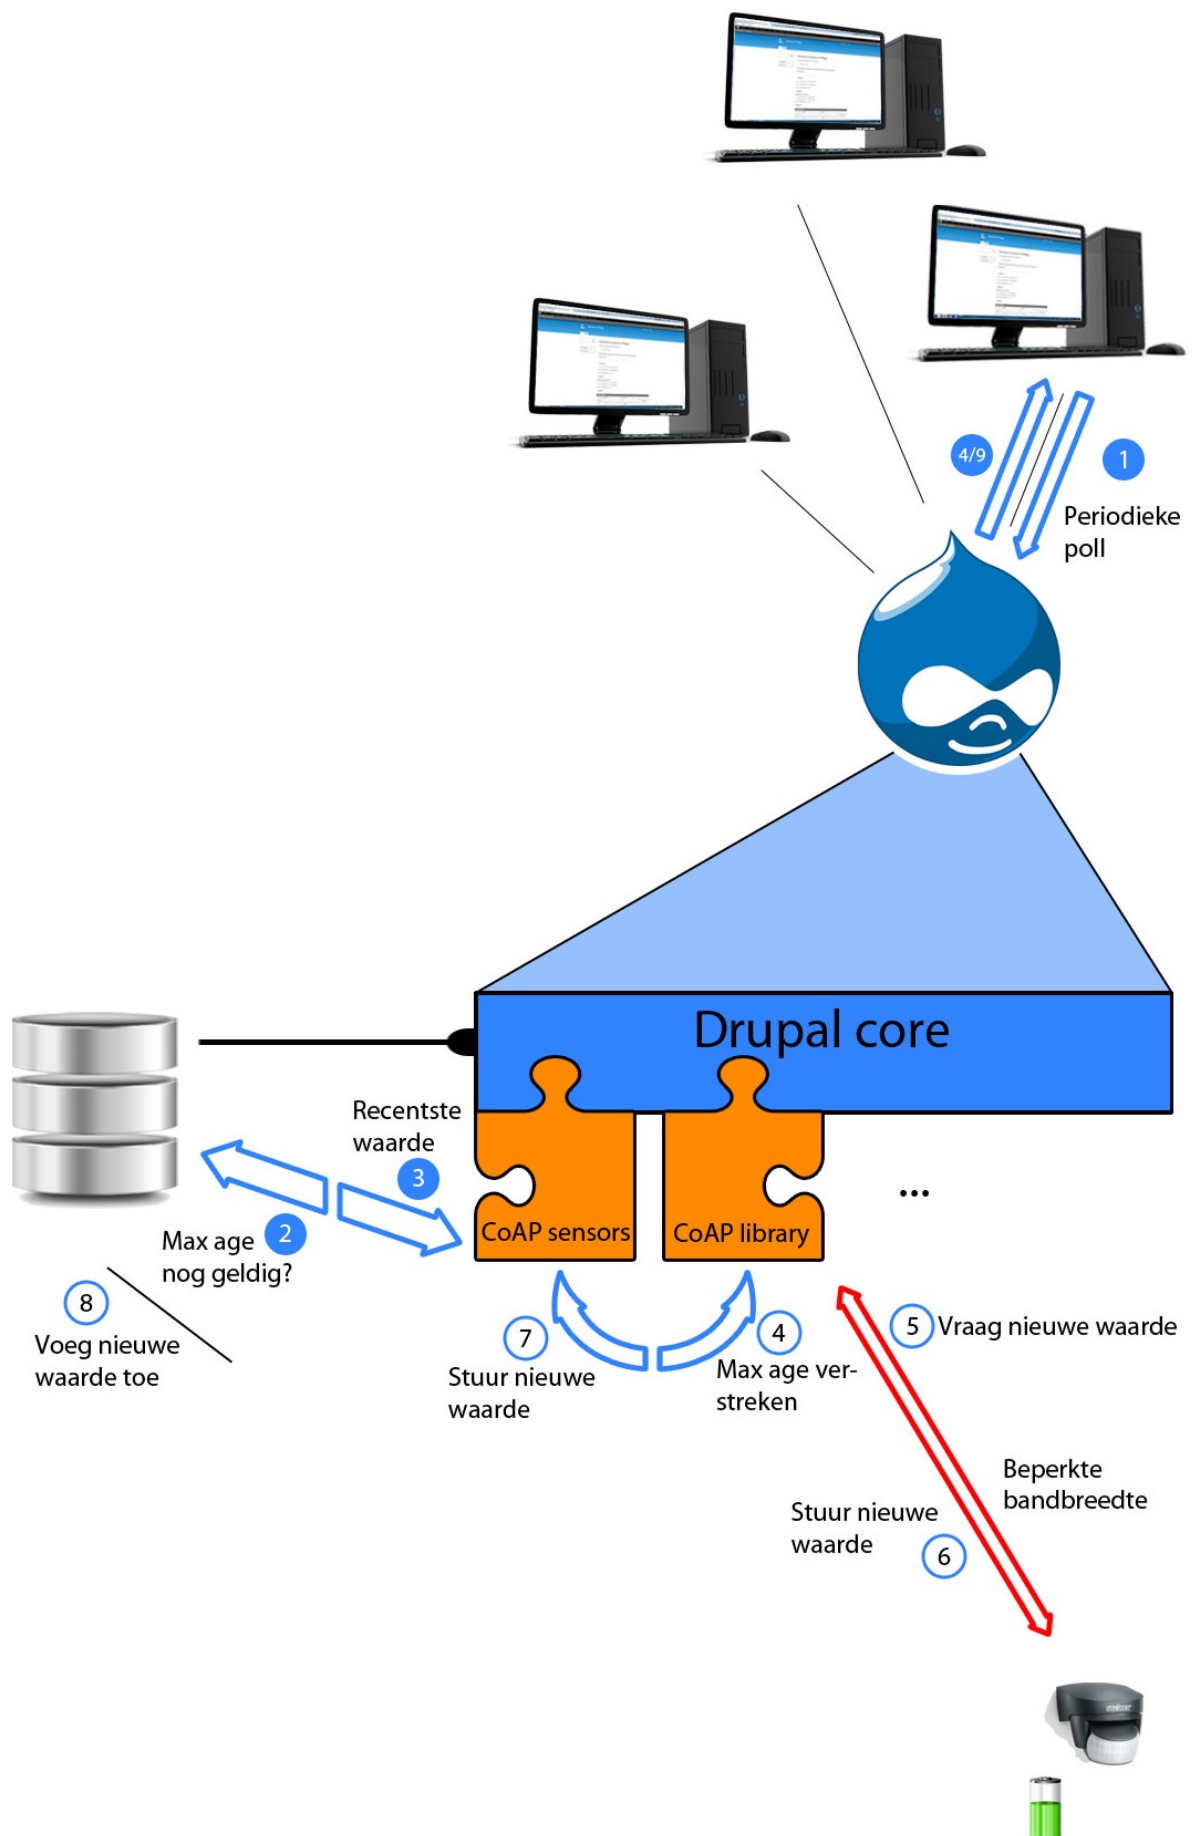 4/9
1
Periodieke
poll
Drupal core
Recentste
waarde
3
CoAP sensors
CoAP library
...
2
Max age
nog geldig?
8
Voeg nieuwe
waarde toe
7
Stuur nieuwe
waarde
4
Max age ver-
streken
5 Vraag nieuwe waarde
Beperkte
bandbreedte
Stuur nieuwe
waarde
6